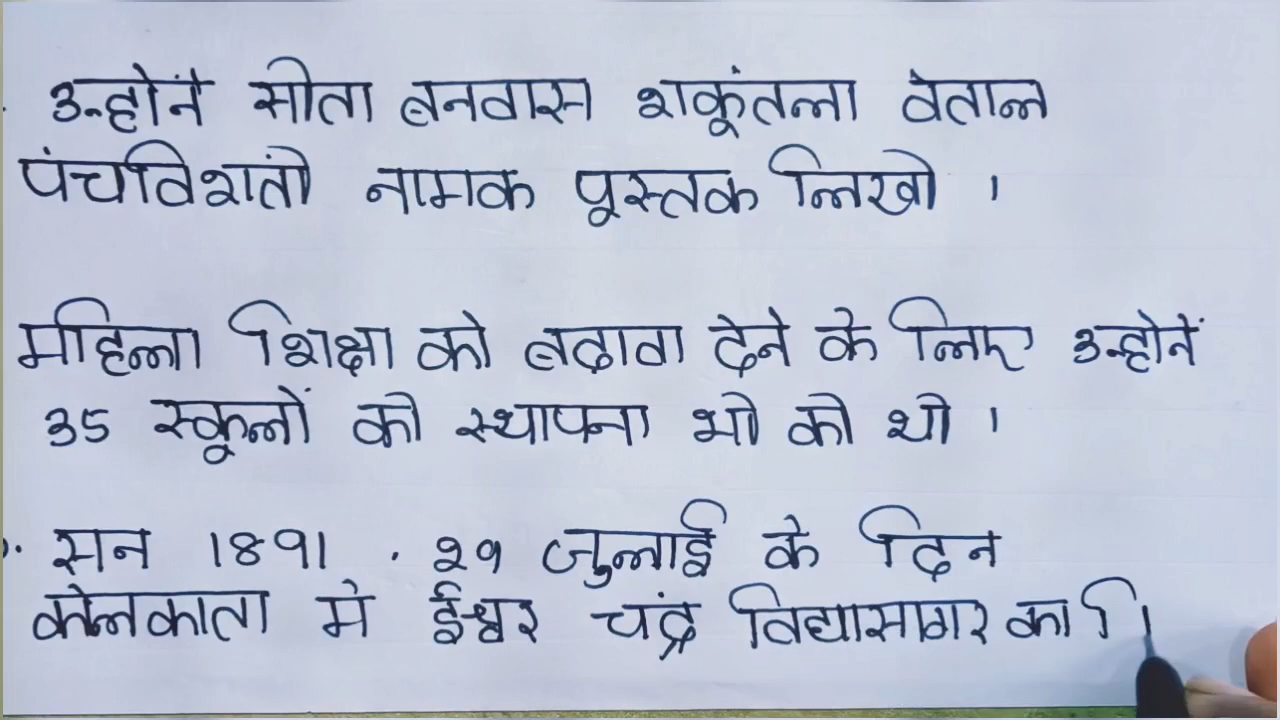 उन्होनें सीता बनवास शकूंतला वेताल
पंचविशती नामक पूस्तक लिखी ।
महिला शिक्षा को बढावा देने के लिए उन्होनें
35 स्कूलों की स्थापना भी की थी ।
सन 1891 . 29 जुलाई के दिन
कोलकाता मे ईश्वर चंद्र विद्यासागर का